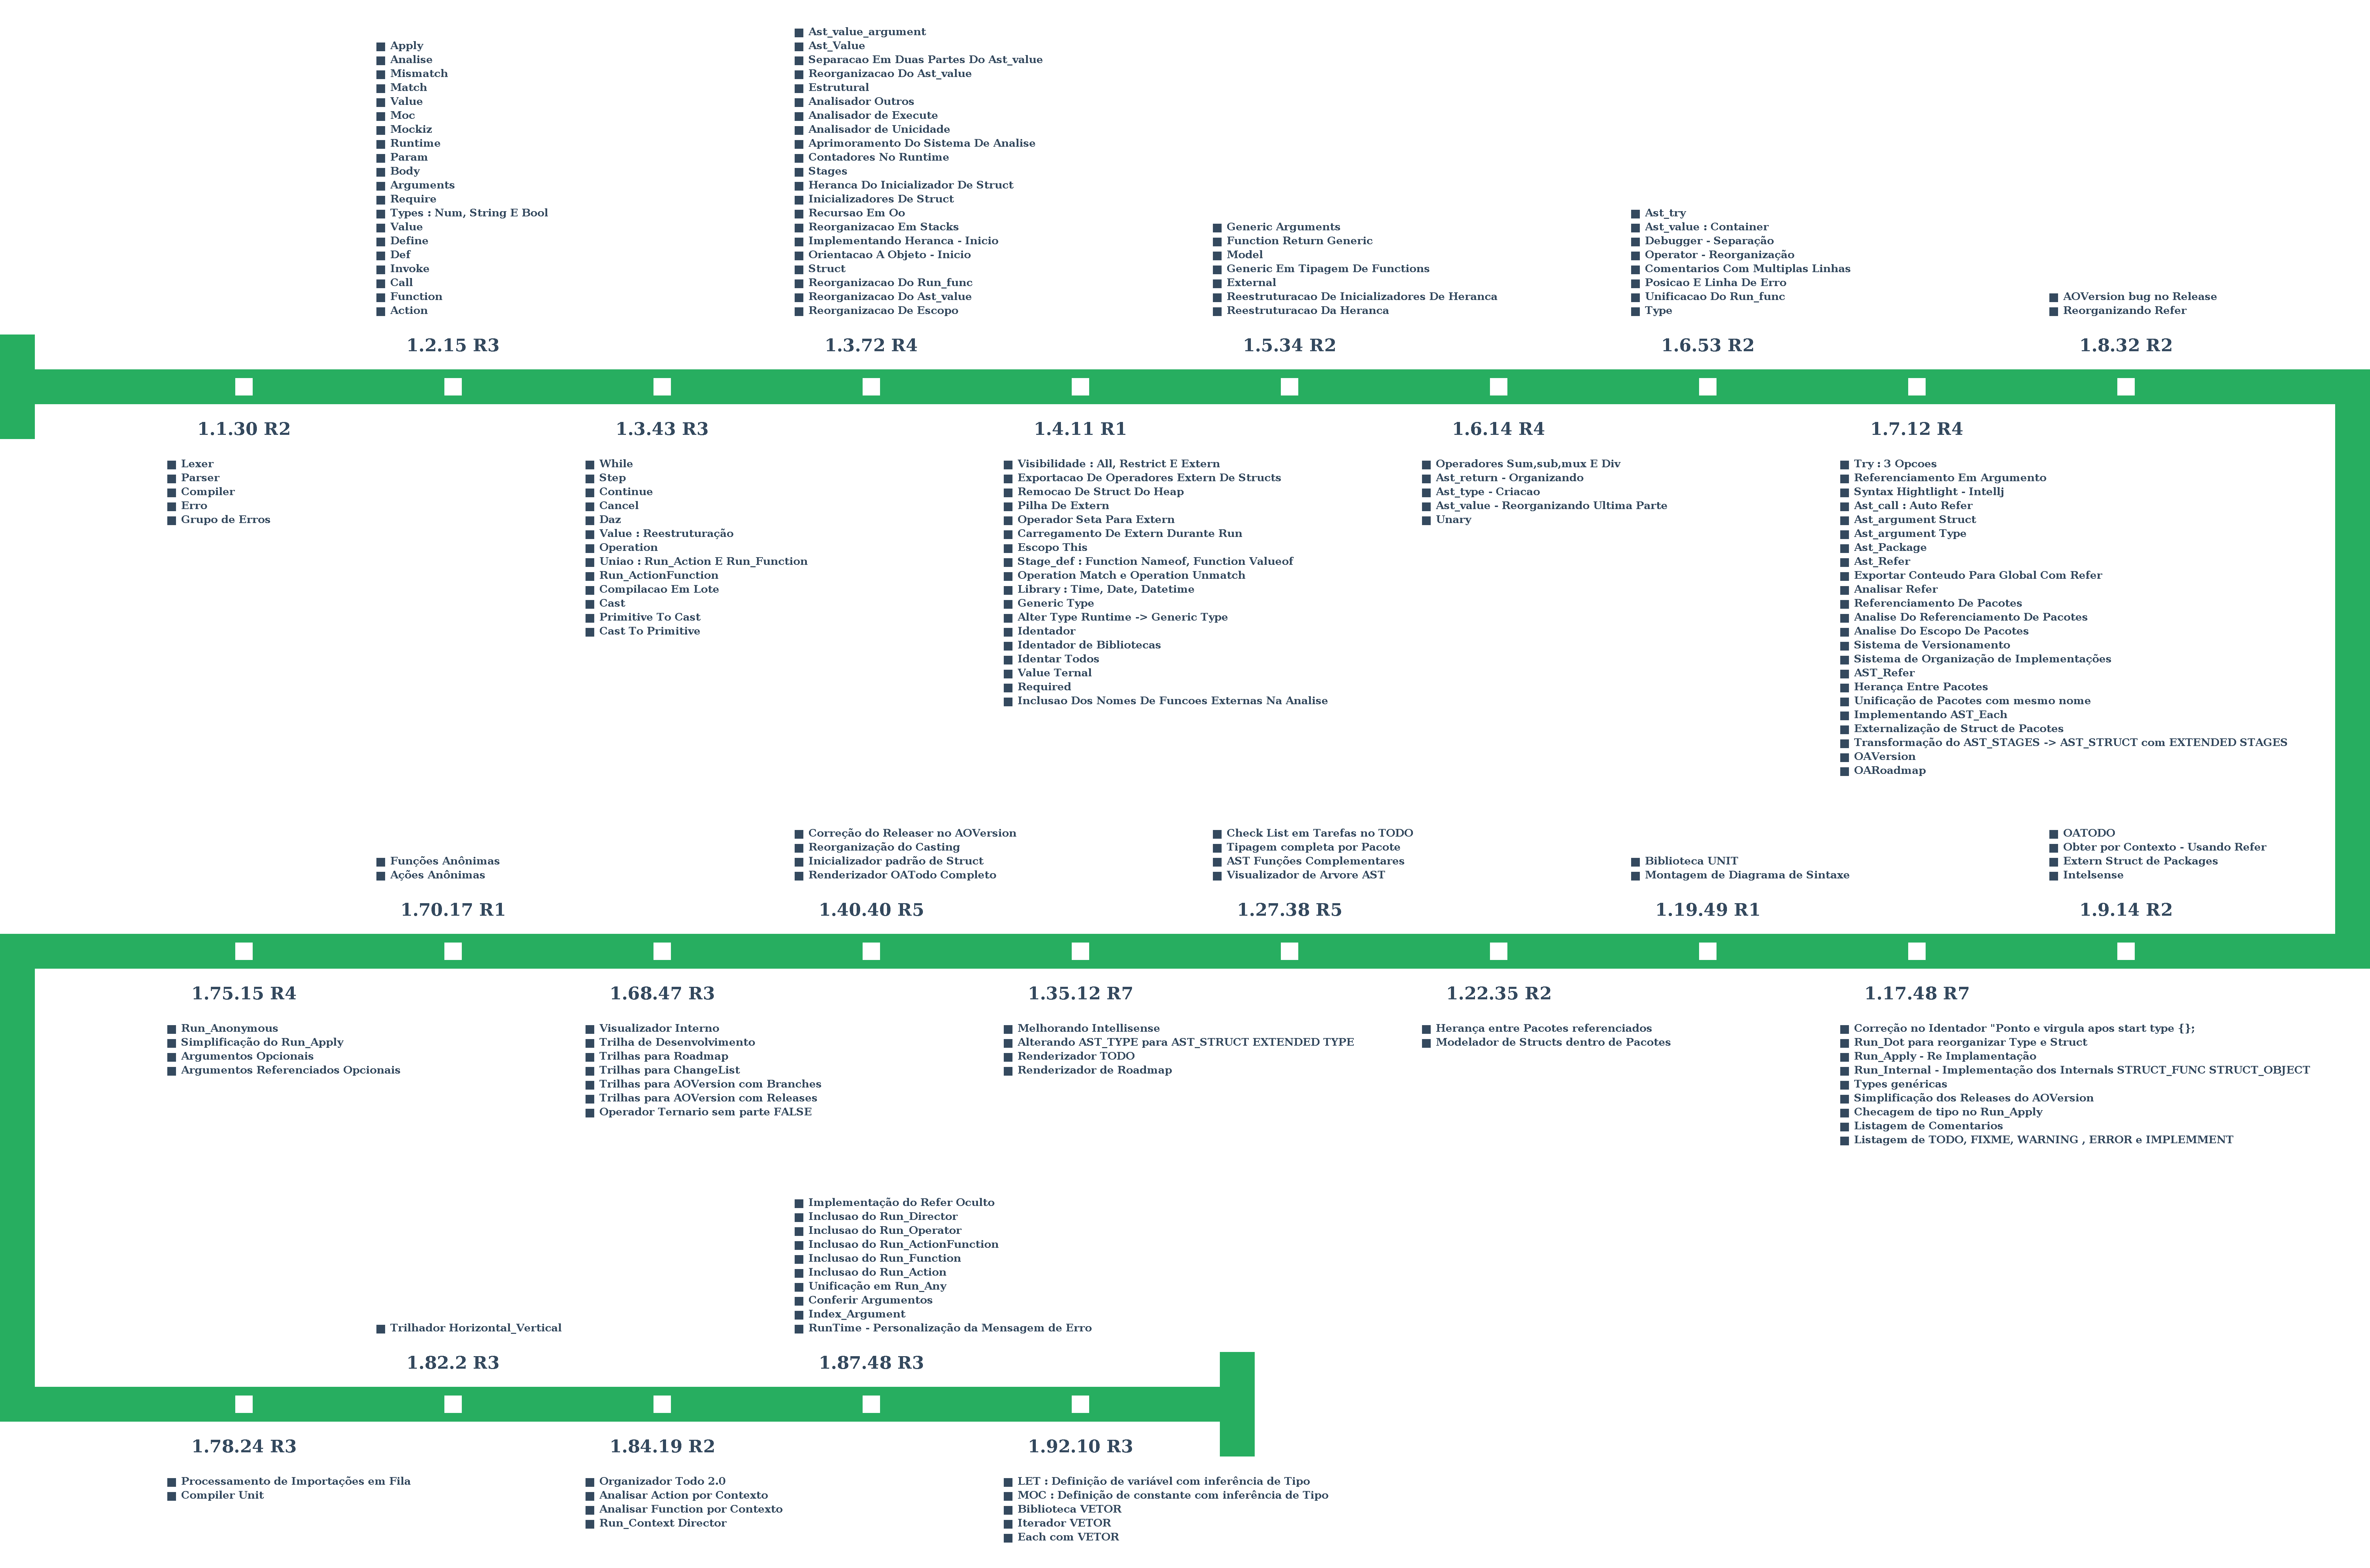 Apply
Analise
Mismatch
Match
Value
Moc
Mockiz
Runtime
Param
Body
Arguments
Require
Types : Num, String E Bool
Value
Define
Def
Invoke
Call
Function
Action
1.2.15 R3
Ast_value_argument
Ast_Value
Separacao Em Duas Partes Do Ast_value
Reorganizacao Do Ast_value
Estrutural
Analisador Outros
Analisador de Execute
Analisador de Unicidade
Aprimoramento Do Sistema De Analise
Contadores No Runtime
Stages
Heranca Do Inicializador De Struct
Inicializadores De Struct
Recursao Em Oo
Reorganizacao Em Stacks
Implementando Heranca - Inicio
Orientacao A Objeto - Inicio
Struct
Reorganizacao Do Run_func
Reorganizacao Do Ast_value
Reorganizacao De Escopo
1.3.72 R4
Generic Arguments
Function Return Generic
Model
Generic Em Tipagem De Functions
External
Reestruturacao De Inicializadores De Heranca
Reestruturacao Da Heranca
1.5.34 R2
Ast_try
Ast_value : Container
Debugger - Separação
Operator - Reorganização
Comentarios Com Multiplas Linhas
Posicao E Linha De Erro
Unificacao Do Run_func
Type
1.6.53 R2
AOVersion bug no Release
Reorganizando Refer
1.8.32 R2
1.1.30 R2
Lexer
Parser
Compiler
Erro
Grupo de Erros
1.3.43 R3
While
Step
Continue
Cancel
Daz
Value : Reestruturação
Operation
Uniao : Run_Action E Run_Function
Run_ActionFunction
Compilacao Em Lote
Cast
Primitive To Cast
Cast To Primitive
1.4.11 R1
Visibilidade : All, Restrict E Extern
Exportacao De Operadores Extern De Structs
Remocao De Struct Do Heap
Pilha De Extern
Operador Seta Para Extern
Carregamento De Extern Durante Run
Escopo This
Stage_def : Function Nameof, Function Valueof
Operation Match e Operation Unmatch
Library : Time, Date, Datetime
Generic Type
Alter Type Runtime -> Generic Type
Identador
Identador de Bibliotecas
Identar Todos
Value Ternal
Required
Inclusao Dos Nomes De Funcoes Externas Na Analise
1.6.14 R4
Operadores Sum,sub,mux E Div
Ast_return - Organizando
Ast_type - Criacao
Ast_value - Reorganizando Ultima Parte
Unary
1.7.12 R4
Try : 3 Opcoes
Referenciamento Em Argumento
Syntax Hightlight - Intellj
Ast_call : Auto Refer
Ast_argument Struct
Ast_argument Type
Ast_Package
Ast_Refer
Exportar Conteudo Para Global Com Refer
Analisar Refer
Referenciamento De Pacotes
Analise Do Referenciamento De Pacotes
Analise Do Escopo De Pacotes
Sistema de Versionamento
Sistema de Organização de Implementações
AST_Refer
Herança Entre Pacotes
Unificação de Pacotes com mesmo nome
Implementando AST_Each
Externalização de Struct de Pacotes
Transformação do AST_STAGES -> AST_STRUCT com EXTENDED STAGES
OAVersion
OARoadmap
Funções Anônimas
Ações Anônimas
1.70.17 R1
Correção do Releaser no AOVersion
Reorganização do Casting
Inicializador padrão de Struct
Renderizador OATodo Completo
1.40.40 R5
Check List em Tarefas no TODO
Tipagem completa por Pacote
AST Funções Complementares
Visualizador de Arvore AST
1.27.38 R5
Biblioteca UNIT
Montagem de Diagrama de Sintaxe
1.19.49 R1
OATODO
Obter por Contexto - Usando Refer
Extern Struct de Packages
Intelsense
1.9.14 R2
1.75.15 R4
Run_Anonymous
Simplificação do Run_Apply
Argumentos Opcionais
Argumentos Referenciados Opcionais
1.68.47 R3
Visualizador Interno
Trilha de Desenvolvimento
Trilhas para Roadmap
Trilhas para ChangeList
Trilhas para AOVersion com Branches
Trilhas para AOVersion com Releases
Operador Ternario sem parte FALSE
1.35.12 R7
Melhorando Intellisense
Alterando AST_TYPE para AST_STRUCT EXTENDED TYPE
Renderizador TODO
Renderizador de Roadmap
1.22.35 R2
Herança entre Pacotes referenciados
Modelador de Structs dentro de Pacotes
1.17.48 R7
Correção no Identador "Ponto e virgula apos start type {};
Run_Dot para reorganizar Type e Struct
Run_Apply - Re Implamentação
Run_Internal - Implementação dos Internals STRUCT_FUNC STRUCT_OBJECT
Types genéricas
Simplificação dos Releases do AOVersion
Checagem de tipo no Run_Apply
Listagem de Comentarios
Listagem de TODO, FIXME, WARNING , ERROR e IMPLEMMENT
Trilhador Horizontal_Vertical
1.82.2 R3
Implementação do Refer Oculto
Inclusao do Run_Director
Inclusao do Run_Operator
Inclusao do Run_ActionFunction
Inclusao do Run_Function
Inclusao do Run_Action
Unificação em Run_Any
Conferir Argumentos
Index_Argument
RunTime - Personalização da Mensagem de Erro
1.87.48 R3
1.78.24 R3
Processamento de Importações em Fila
Compiler Unit
1.84.19 R2
Organizador Todo 2.0
Analisar Action por Contexto
Analisar Function por Contexto
Run_Context Director
1.92.10 R3
LET : Definição de variável com inferência de Tipo
MOC : Definição de constante com inferência de Tipo
Biblioteca VETOR
Iterador VETOR
Each com VETOR